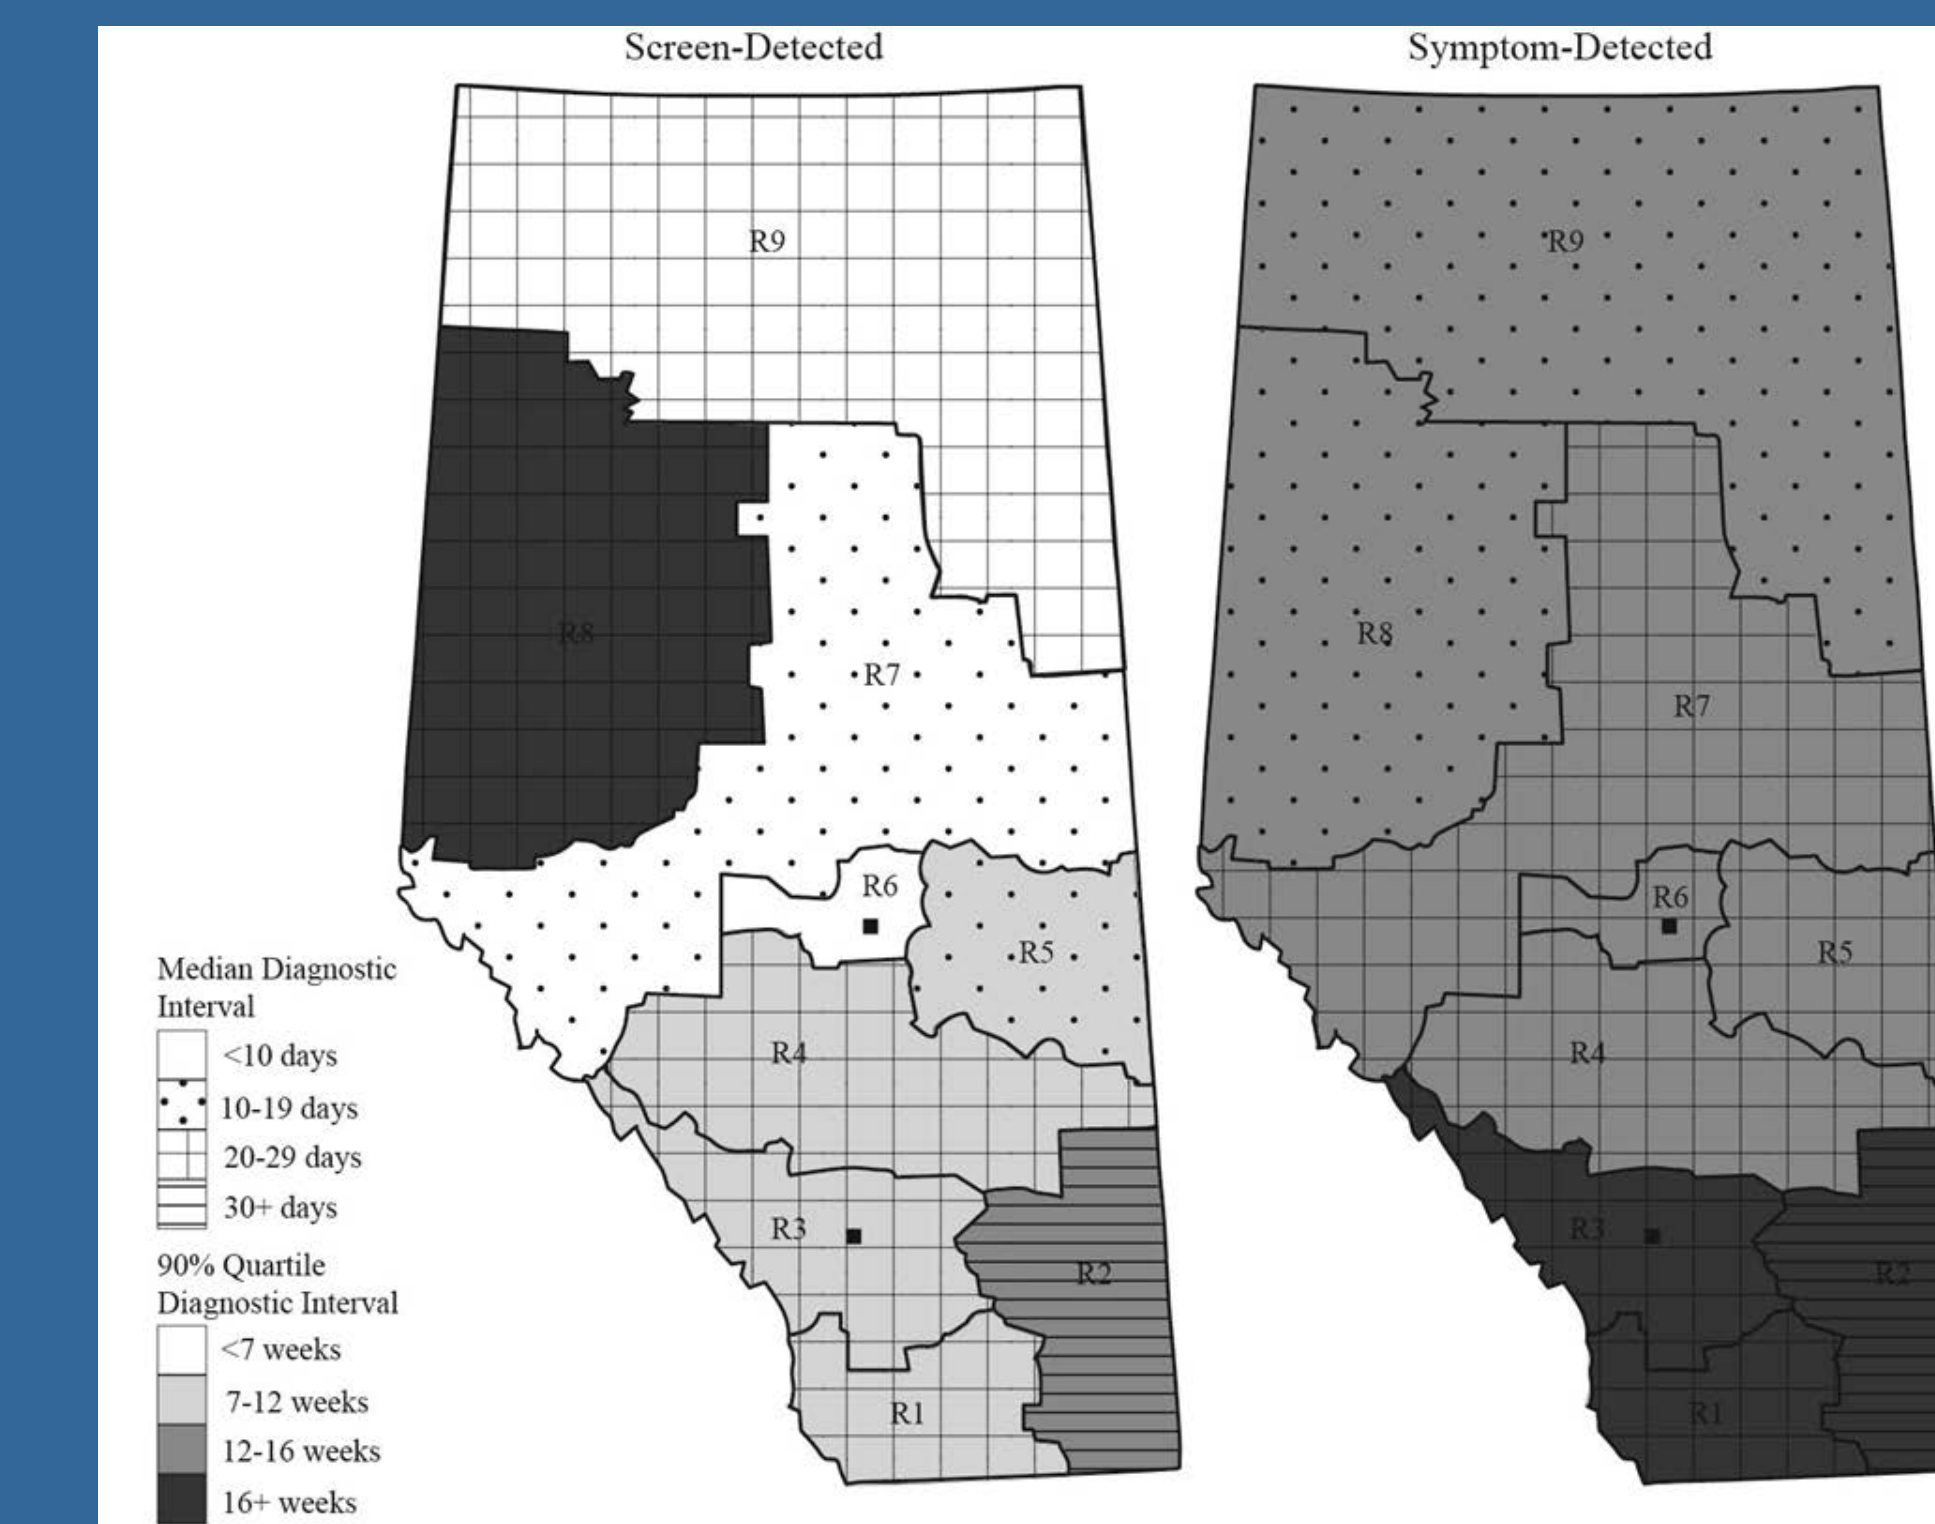 Screen-Detected
Symptom-Detected
R9
R8
R7
R6
R5
R4
R3
R2
R1
R9
R8
R7
R6
R5
R4
R3
R2
R1
Median Diagnostic
Interval
<10 days
10-19 days
20-29 days
30+ days
90% Quartile
Diagnostic Interval
<7 weeks
7-12 weeks
12-16 weeks
16+ weeks